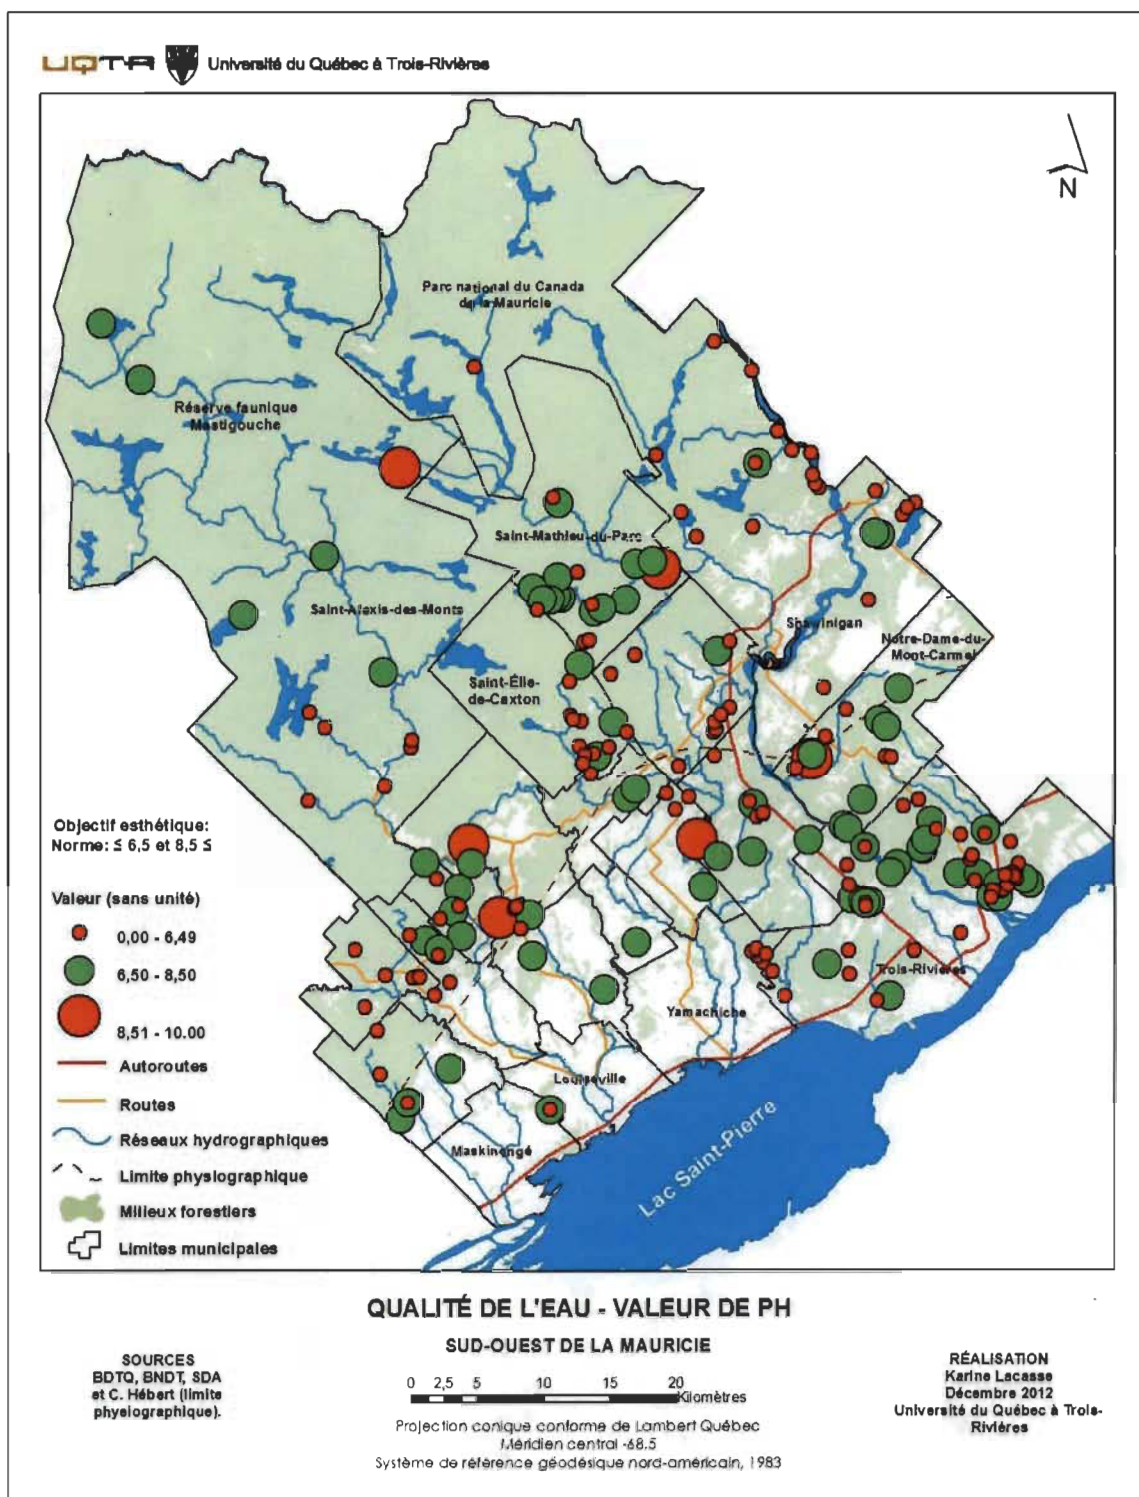 UQTR Université du Québec à Trois-Rivières
N
Parc national du Canada
de la Mauricie
Réserve faunique
Mastigouche
Saint-Mathieu-du-Parc
Saint-Alexis-des-Monts
Shawinigan
Notre-Dame-du-
Mont-Carmel
Saint-Élie-
de-Caxton
Objectif esthétique:
Norme: ≤ 6,5 et 8,5 ≤
Valeur (sans unité)
0,00 - 6,49
6,50 - 8,50
8,51 - 10.00
Autoroutes
Routes
Réseaux hydrographiques
Limite physiographique
Milieux forestiers
Limites municipales
Trois-Rivières
Yamachiche
Louiseville
Maskinongé
Lac Saint-Pierre
QUALITÉ DE L'EAU - VALEUR DE PH
SUD-OUEST DE LA MAURICIE
0 2,5 5 10 15 20
Kilomètres
Projection conique conforme de Lambert Québec
Méridien central -68,5
Système de référence géodésique nord-américain, 1983
SOURCES
BDTQ, BNDT, SDA
et C. Hébert (limite
physiographique).
RÉALISATION
Karine Lacasse
Décembre 2012
Université du Québec à Trois-
Rivières